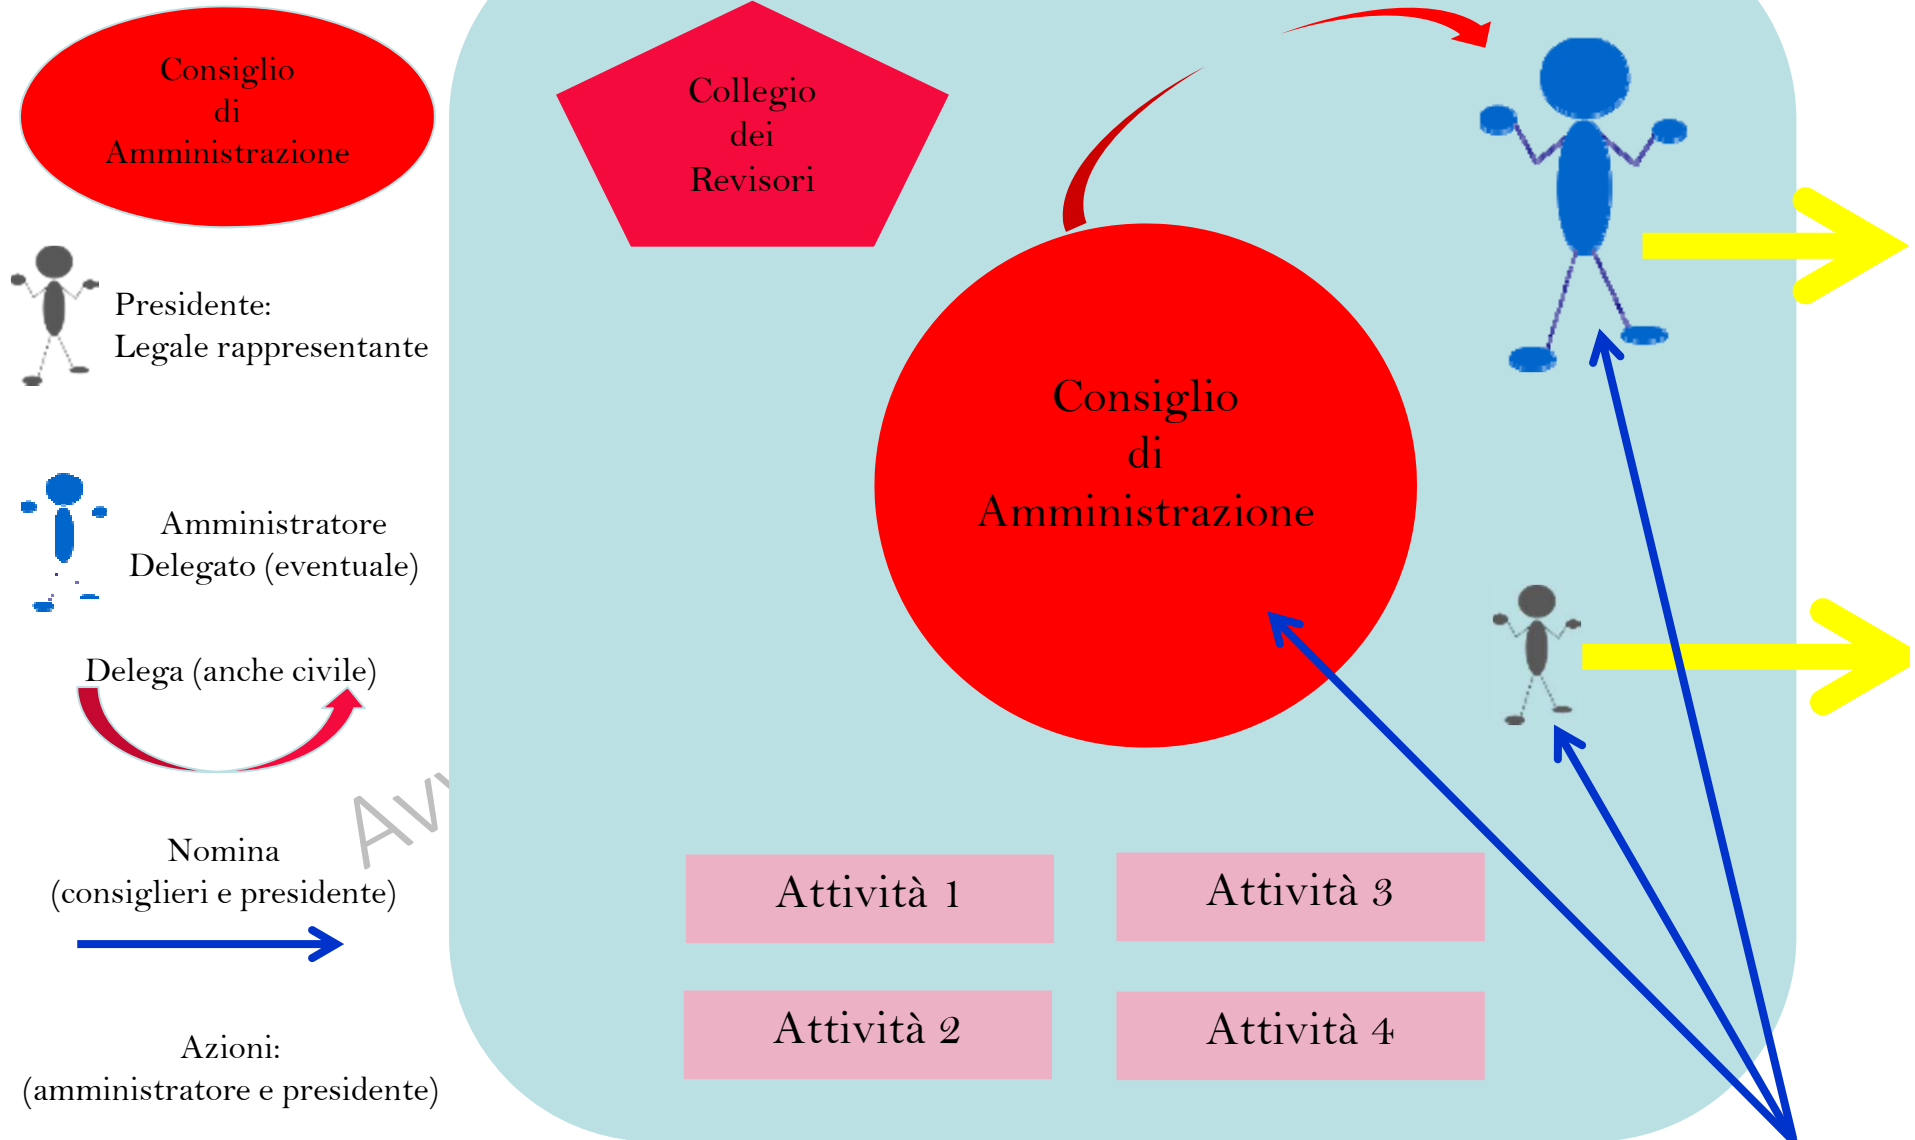 Consiglio
di
Amministrazione
Presidente:
Legale rappresentante
Amministratore
Delegato (eventuale)
Delega (anche civile)
Nomina
(consiglieri e presidente)
Azioni:
(amministratore e presidente)
Collegio
dei
Revisori
Consiglio
di
Amministrazione
Attività 1
Attività 3
Attività 2
Attività 4